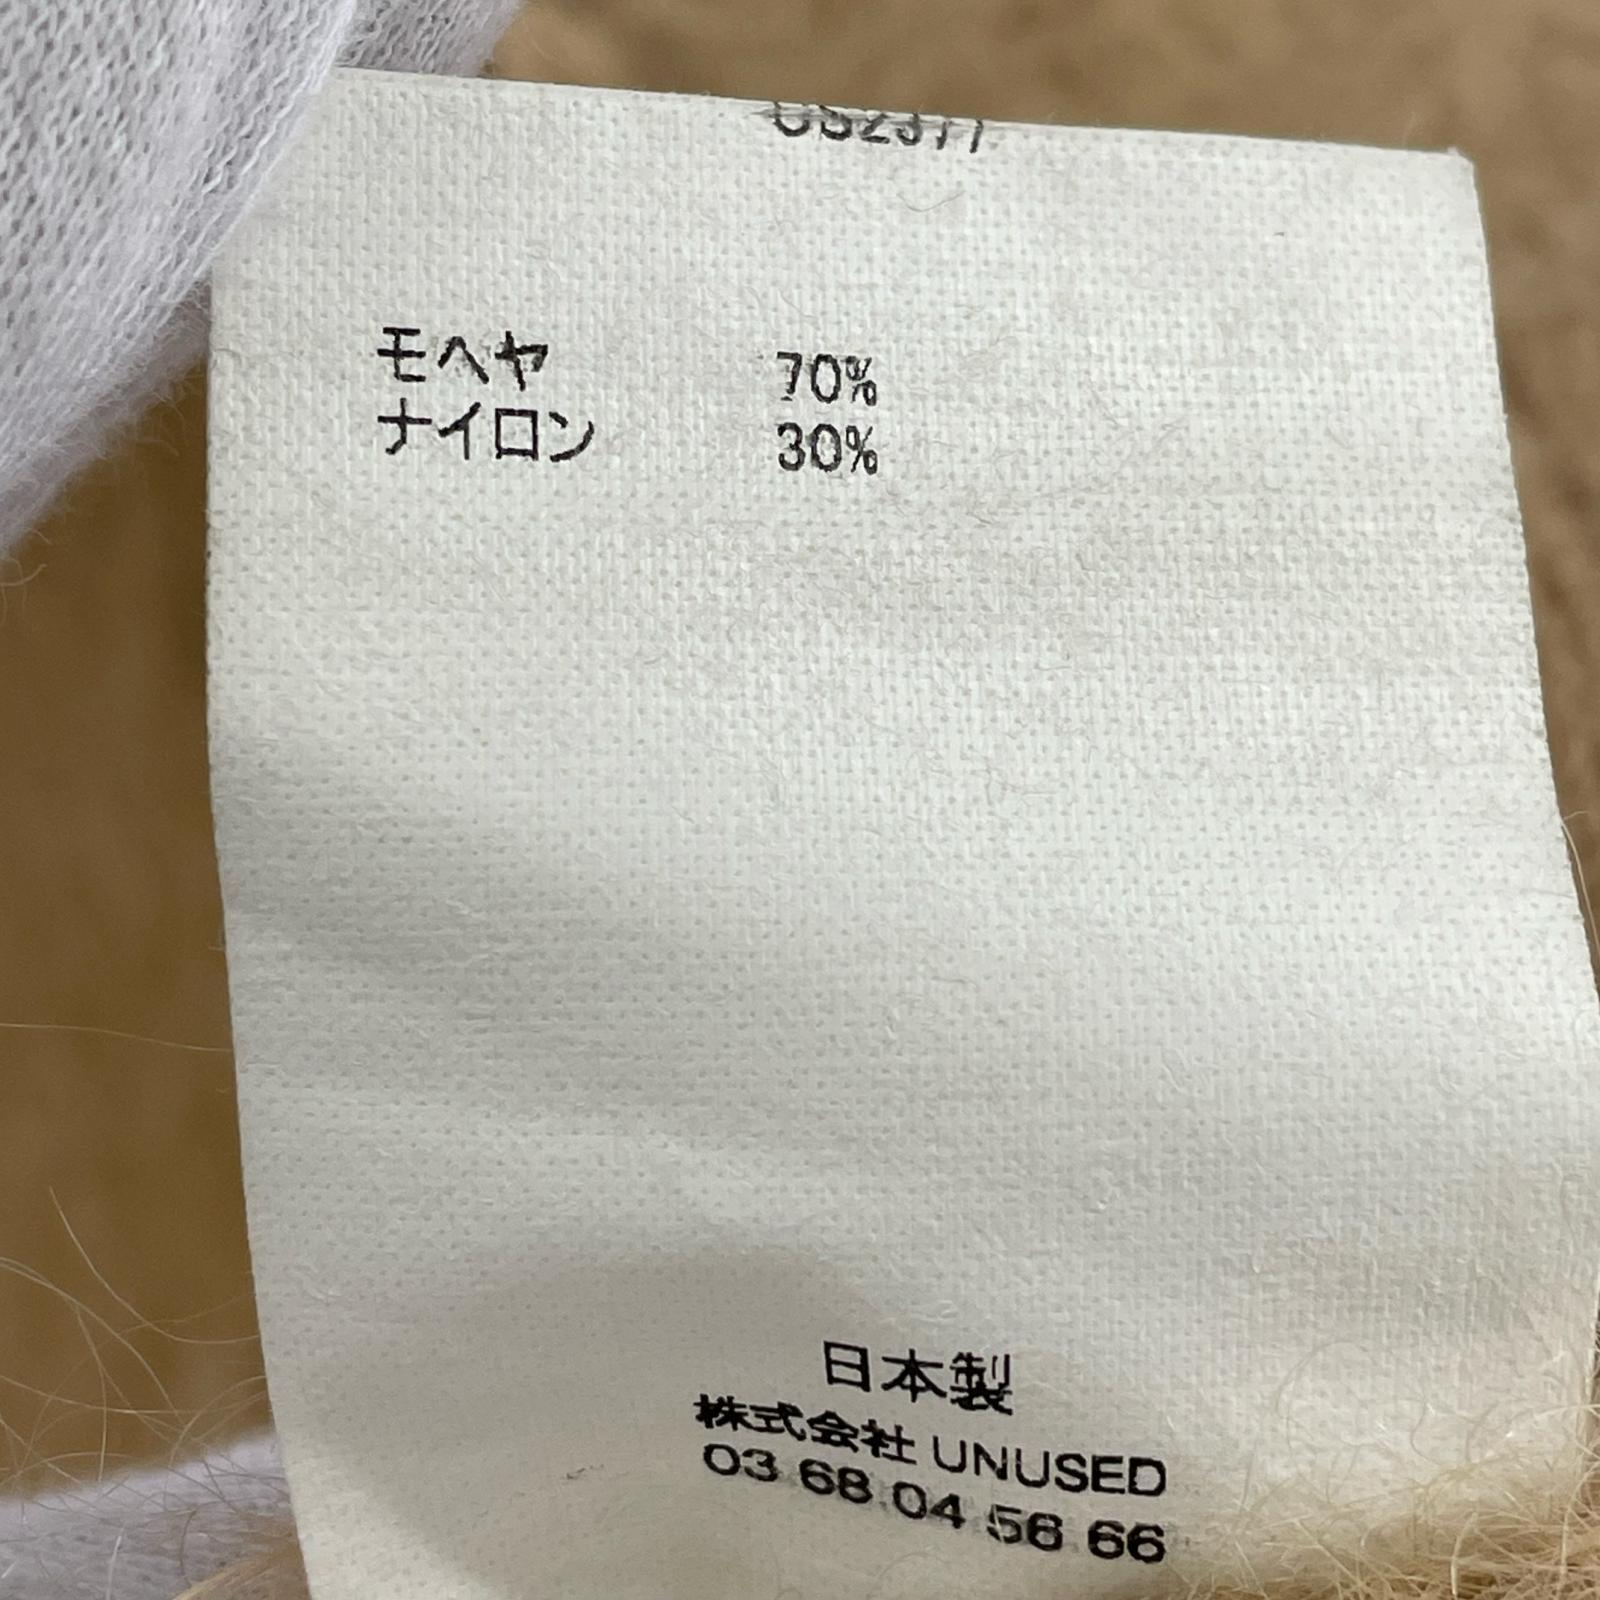 US2377
モヘヤ 70%
ナイロン 30%
日本製
株式会社 UNUSED
03 68 04 56 66